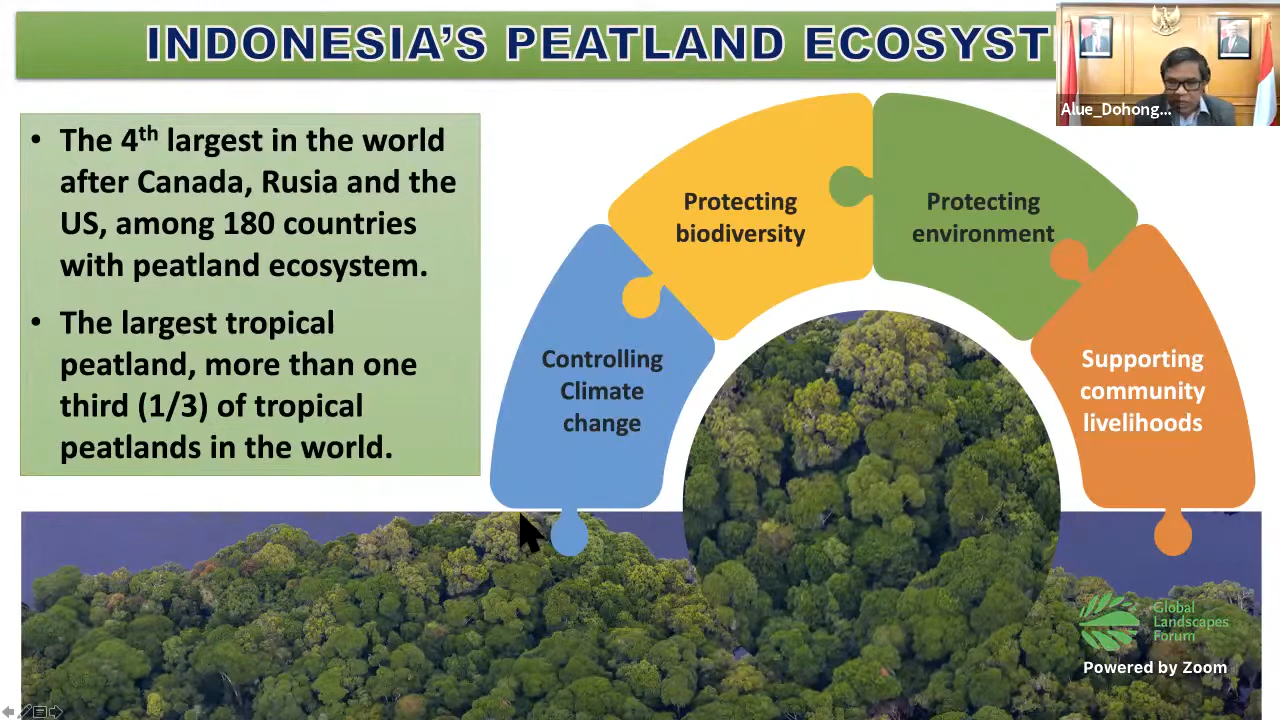 INDONESIA'S PEATLAND ECOSYST
Alue_Dohong...
• The 4th largest in the world
after Canada, Rusia and the
US, among 180 countries
with peatland ecosystem.
• The largest tropical
peatland, more than one
third (1/3) of tropical
peatlands in the world.
Controlling
Climate
change
Protecting
biodiversity
Protecting
environment
Supporting
community
livelihoods
Global
Landscapes
Forum
Powered by Zoom